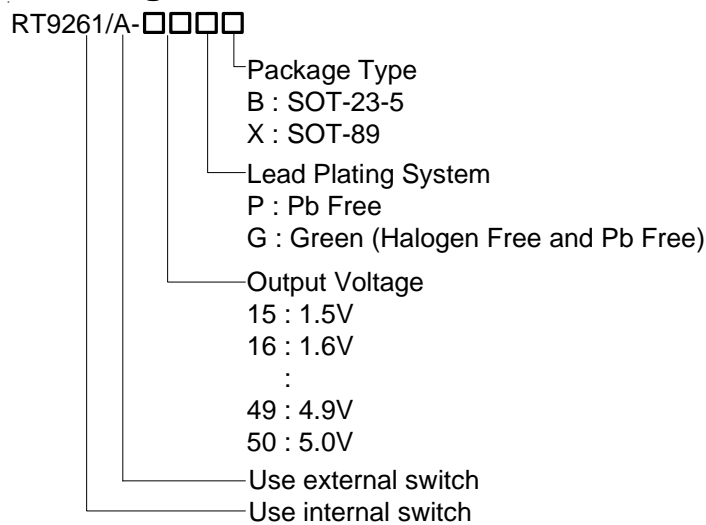 RT9261/A-□□□□
Package Type
B : SOT-23-5
X : SOT-89
Lead Plating System
P : Pb Free
G : Green (Halogen Free and Pb Free)
Output Voltage
15 : 1.5V
16 : 1.6V
:
49 : 4.9V
50 : 5.0V
Use external switch
Use internal switch